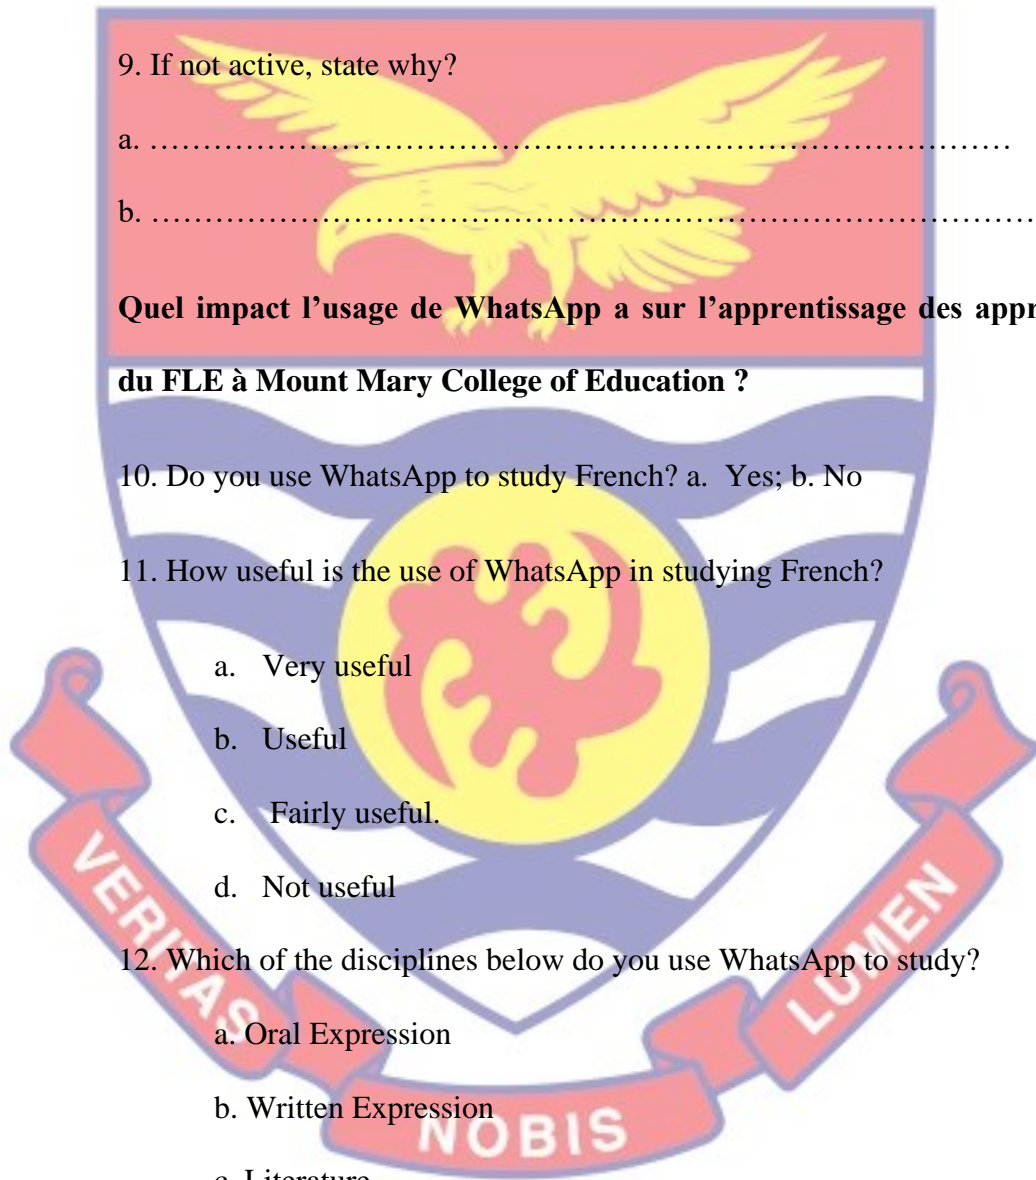 9. If not active, state why?
a. ……………………………………………………………………
b. ……………………………………………………………………
Quel impact l’usage de WhatsApp a sur l’apprentissage des
du FLE à Mount Mary College of Education ?
10. Do you use WhatsApp to study French? a. Yes; b. No
11. How useful is the use of WhatsApp in studying French?
a. Very useful
b. Useful
c. Fairly useful.
d. Not useful
12. Which of the disciplines below do you use WhatsApp to study?
a. Oral Expression
b. Written Expression
c. Literature
VERITAS
NOBIS
LUMEN